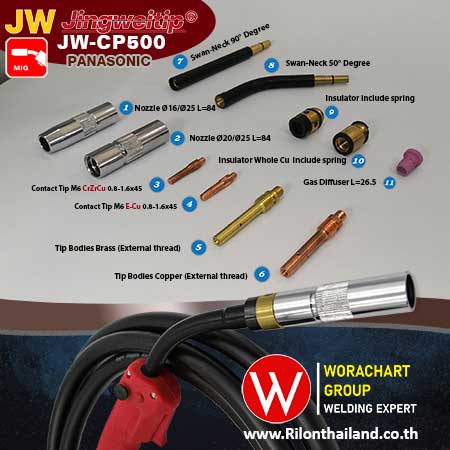 JW Jingweitip®
JW-CP500
PANASONIC
MIG
7 Swan-Neck 90° Degree
8 Swan-Neck 50° Degree
1 Nozzle Ø16/Ø25 L=84
2 Nozzle Ø20/Ø25 L=84
Insulator include spring
9
Insulator Whole Cu include spring
10
Contact Tip M6 CrZrCu 0.8-1.6x45
3
Contact Tip M6 E-Cu 0.8-1.6x45
4
Gas Diffuser L=26.5
11
Tip Bodies Brass (External thread)
5
Tip Bodies Copper (External thread)
6
W
WORACHART
GROUP
WELDING EXPERT
www.Rilonthailand.co.th